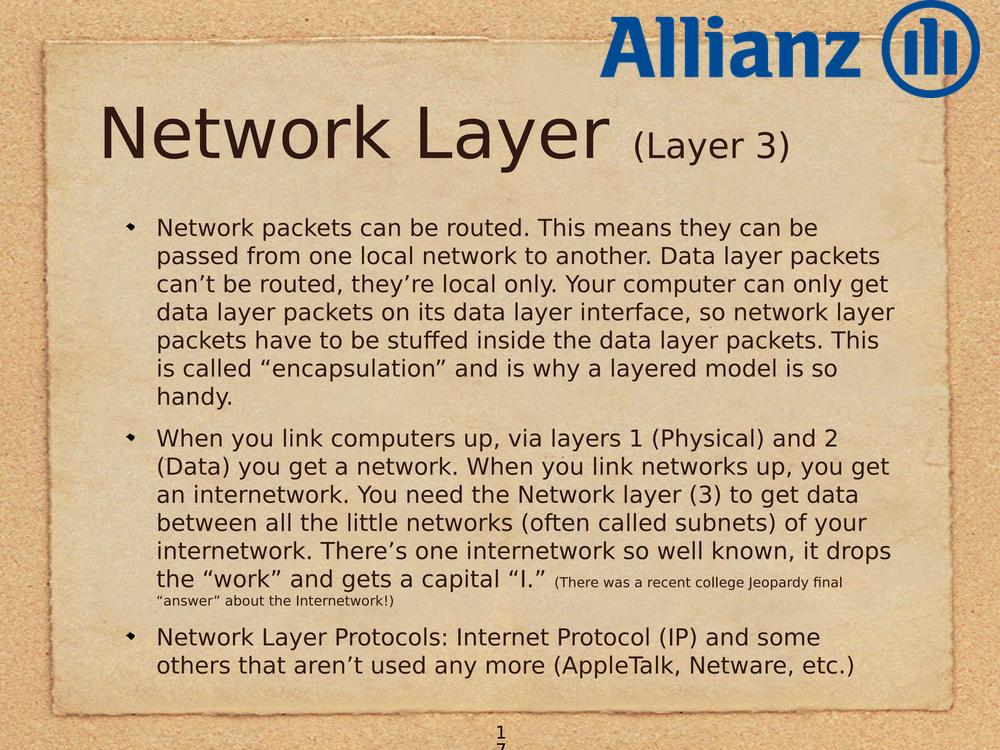 Allianz
Network Layer (Layer 3)
• Network packets can be routed. This means they can be
passed from one local network to another. Data layer packets
can’t be routed, they’re local only. Your computer can only get
data layer packets on its data layer interface, so network layer
packets have to be stuffed inside the data layer packets. This
is called “encapsulation” and is why a layered model is so
handy.
• When you link computers up, via layers 1 (Physical) and 2
(Data) you get a network. When you link networks up, you get
an internetwork. You need the Network layer (3) to get data
between all the little networks (often called subnets) of your
internetwork. There’s one internetwork so well known, it drops
the “work” and gets a capital “I.” (There was a recent college Jeopardy final
“answer” about the Internetwork!)
• Network Layer Protocols: Internet Protocol (IP) and some
others that aren’t used any more (AppleTalk, Netware, etc.)
1
7